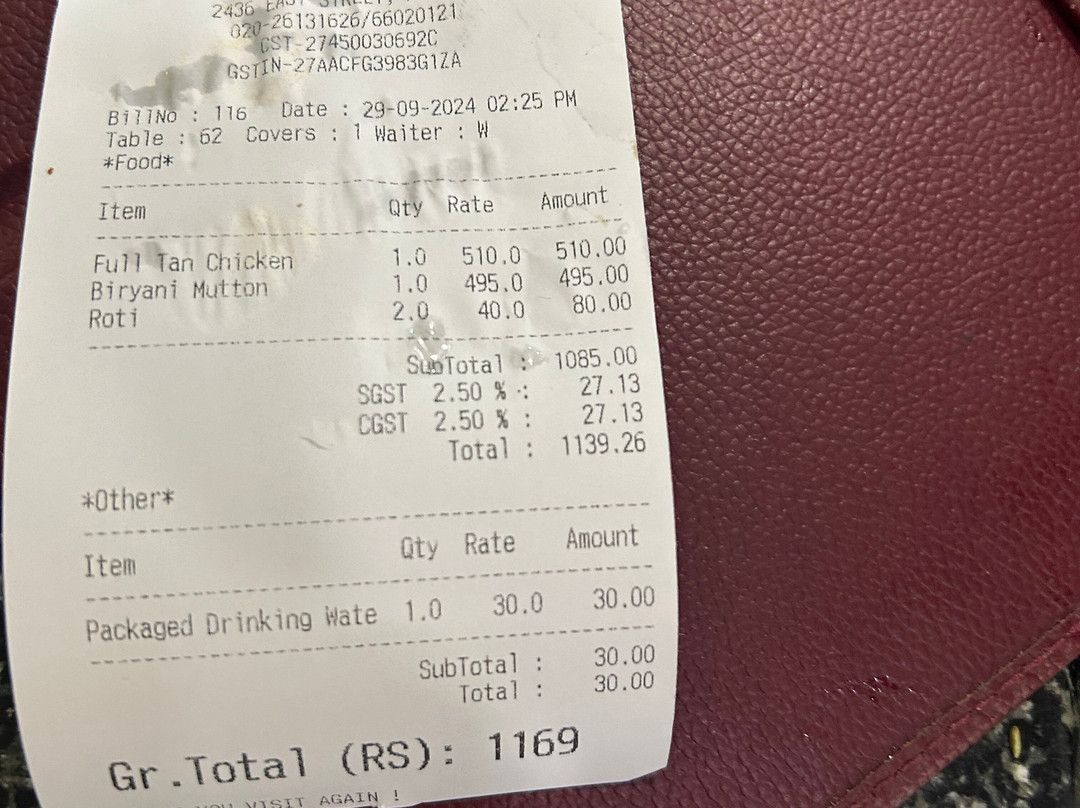 2436 EAST STREET,
020-26131626/66020121
CST-27450030692C
GSTIN-27AACFG3983G1ZA
BillNo : 116 Date : 29-09-2024 02:25 PM
Table : 62 Covers : 1 Waiter : W
*Food*
Item Qty Rate Amount
Full Tan Chicken 1.0 510.0 510.00
Biryani Mutton 1.0 495.0 495.00
Roti 2.0 40.0 80.00
SubTotal : 1085.00
SGST 2.50 % : 27.13
CGST 2.50 % : 27.13
Total : 1139.26
*Other*
Item Qty Rate Amount
Packaged Drinking Wate 1.0 30.0 30.00
SubTotal : 30.00
Total : 30.00
Gr.Total (RS): 1169
YOU VISIT AGAIN !